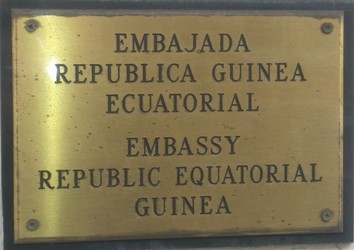 EMBAJADA
REPUBLICA GUINEA
ECUATORIAL
EMBASSY
REPUBLIC EQUATORIAL
GUINEA